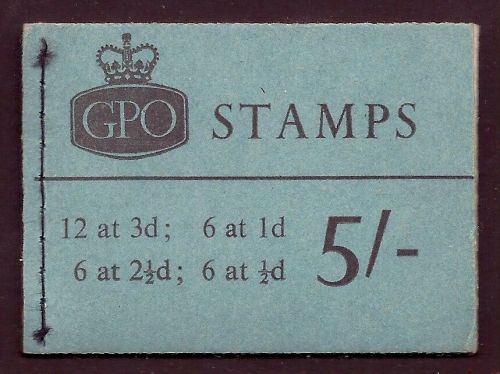 GPO STAMPS
12 at 3d; 6 at 1d
6 at 2½d; 6 at ½d
5/-